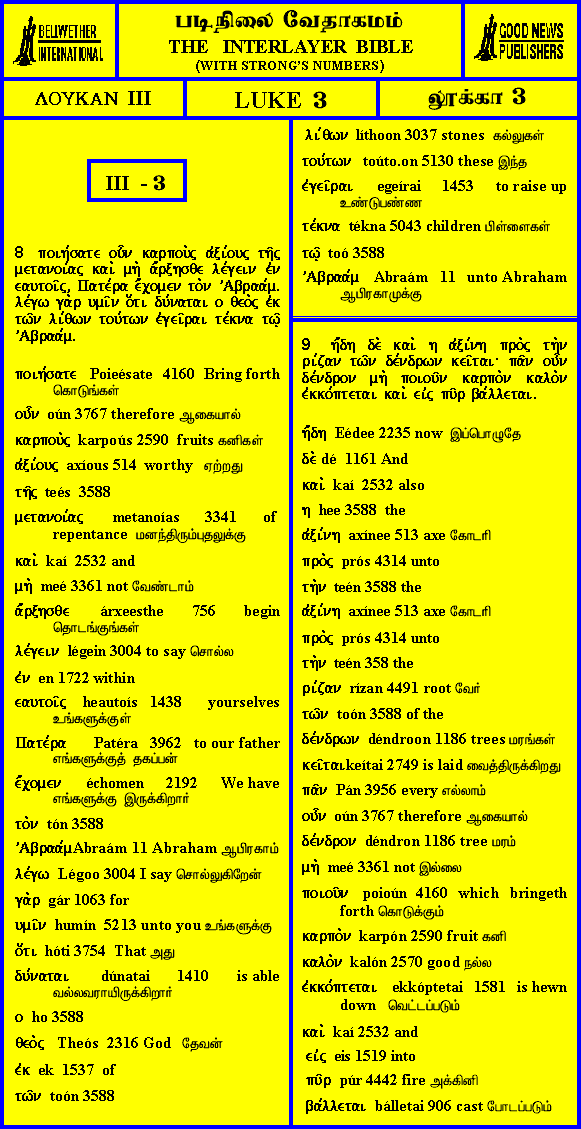 BELLWETHER
INTERNATIONAL
படிநிலை வேதாகமம்
THE INTERLAYER BIBLE
(WITH STRONG'S NUMBERS)
GOOD NEWS
PUBLISHERS
ΛΟΥΚΑΝ III
LUKE 3
லூக்கா 3
III - 3
8 ποιήσατε οὖν καρποὺς ἀξίους τῆς
μετανοίας καὶ μὴ ἄρξησθε λέγειν ἐν
εαυτοῖς, Πατέρα ἔχομεν τὸν Ἀβραάμ.
λέγω γὰρ υμῖν ὅτι δύναται ο θεὸς ἐκ
τῶν λίθων τούτων ἐγεῖραι τέκνα τῷ
Ἀβραάμ.
ποιήσατε Poieésate 4160 Bring forth
கொடுங்கள்
οὖν oún 3767 therefore ஆகையால்
καρποὺς karpoús 2590 fruits கனிகள்
ἀξίους axíous 514 worthy ஏற்றது
τῆς teés 3588
μετανοίας metanoías 3341 of
repentance மனந்திரும்புதலுக்கு
καὶ kaí 2532 and
μὴ meé 3361 not வேண்டாம்
ἄρξησθε árxeesthe 756 begin
தொடங்குங்கள்
λέγειν légein 3004 to say சொல்ல
ἐν en 1722 within
εαυτοῖς heautoís 1438 yourselves
உங்களுக்குள்
Πατέρα Patéra 3962 to our father
எங்களுக்குத் தகப்பன்
ἔχομεν échomen 2192 We have
எங்களுக்கு இருக்கிறார்
τὸν tón 3588
ἈβραάμAbraám 11 Abraham ஆபிரகாம்
λέγω Légoo 3004 I say சொல்லுகிறேன்
γὰρ gár 1063 for
υμῖν humín 5213 unto you உங்களுக்கு
ὅτι hóti 3754 That அது
δύναται dúnatai 1410 is able
வல்லவராயிருக்கிறார்
ο ho 3588
θεὸς Theós 2316 God தேவன்
ἐκ ek 1537 of
τῶν toón 3588
λίθων líthoon 3037 stones கல்லுகள்
τούτων toúto.on 5130 these இந்த
ἐγεῖραι egeírai 1453 to raise up
உண்டுபண்ண
τέκνα tékna 5043 children பிள்ளைகள்
τῷ toó 3588
Ἀβραάμ Abraám 11 unto Abraham
ஆபிரகாமுக்கு
9 ἤδη δὲ καὶ η ἀξίνη πρὸς τὴν
ρίζαν τῶν δένδρων κεῖται· πᾶν οὖν
δένδρον μὴ ποιοῦν καρπὸν καλὸν
ἐκκόπτεται καὶ εἰς πῦρ βάλλεται.
ἤδη Eédee 2235 now இப்பொழுதே
δὲ dé 1161 And
καὶ kaí 2532 also
η hee 3588 the
ἀξίνη axínee 513 axe கோடரி
πρὸς prós 4314 unto
τὴν teén 3588 the
ἀξίνη axínee 513 axe கோடரி
πρὸς prós 4314 unto
τὴν teén 358 the
ρίζαν rízan 4491 root வேர்
τῶν toón 3588 of the
δένδρων déndroon 1186 trees மரங்கள்
κεῖταιkeítai 2749 is laid வைத்திருக்கிறது
πᾶν Pán 3956 every எல்லாம்
οὖν oún 3767 therefore ஆகையால்
δένδρον déndron 1186 tree மரம்
μὴ meé 3361 not இல்லை
ποιοῦν poioún 4160 which bringeth
forth கொடுக்கும்
καρπὸν karpón 2590 fruit கனி
καλὸν kalón 2570 good நல்ல
ἐκκόπτεται ekkóptetai 1581 is hewn
down வெட்டப்படும்
καὶ kaí 2532 and
εἰς eis 1519 into
πῦρ púr 4442 fire அக்கினி
βάλλεται bálletai 906 cast போடப்படும்